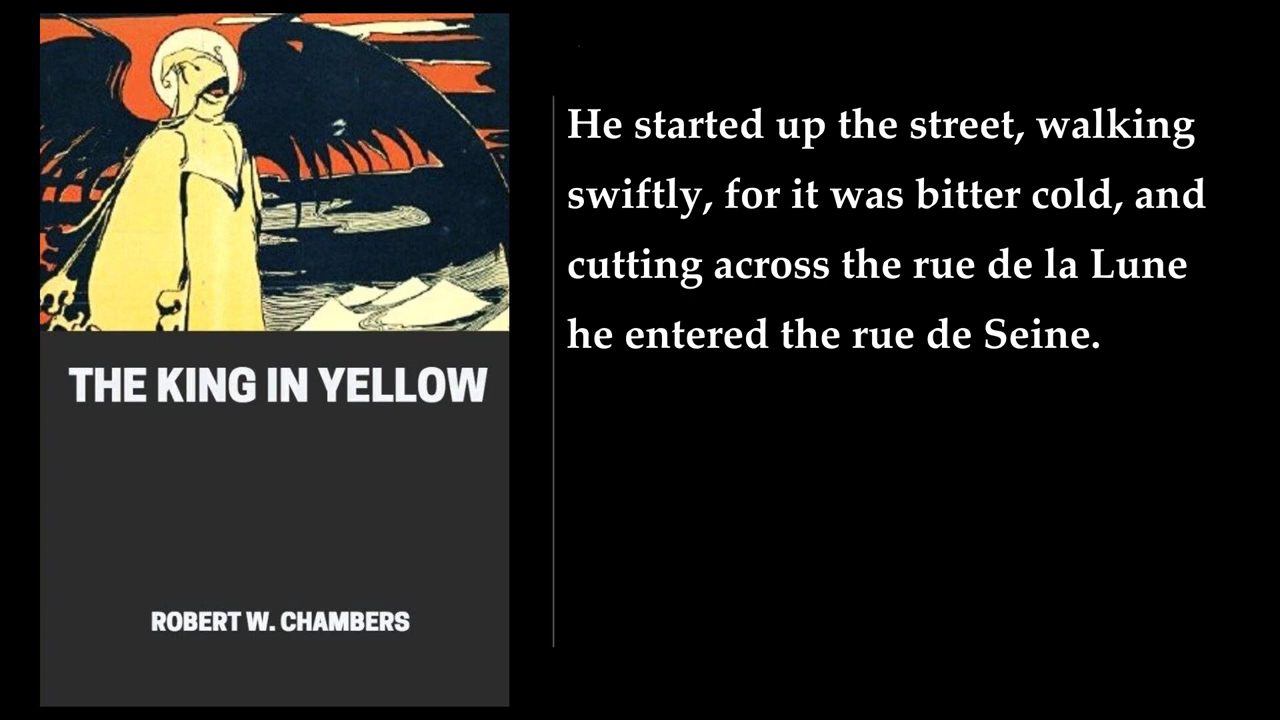 THE KING IN YELLOW
ROBERT W. CHAMBERS
He started up the street, walking
swiftly, for it was bitter cold, and
cutting across the rue de la Lune
he entered the rue de Seine.